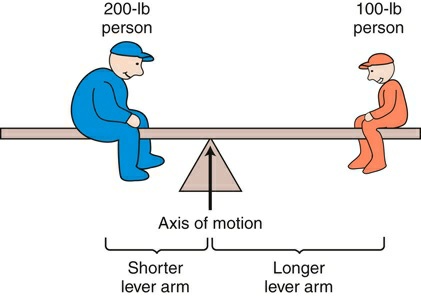 200-lb
person
100-lb
person
Axis of motion
Shorter
lever arm
Longer
lever arm